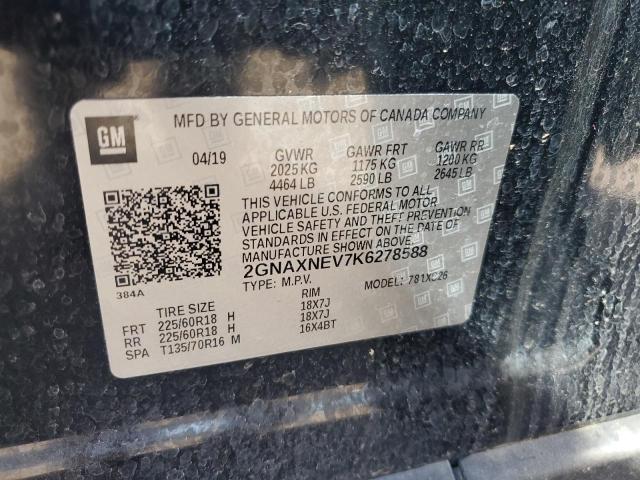 MFD BY GENERAL MOTORS OF CANADA COMPANY
GM
04/19 GVWR GAWR FRT GAWR RR
2025 KG 1175 KG 1200 KG
4464 LB 2590 LB 2645 LB
THIS VEHICLE CONFORMS TO ALL
APPLICABLE U.S. FEDERAL MOTOR
VEHICLE SAFETY AND THEFT PREVENTION
STANDARDS IN EFFECT ON THE DATE OF
MANUFACTURE SHOWN ABOVE.
2GNAXNEV7K6278588
TYPE: M.P.V. MODEL: 781XC26
384A
TIRE SIZE RIM
FRT 225/60R18 H 18X7J
RR 225/60R18 H 18X7J
SPA T135/70R16 M 16X4BT